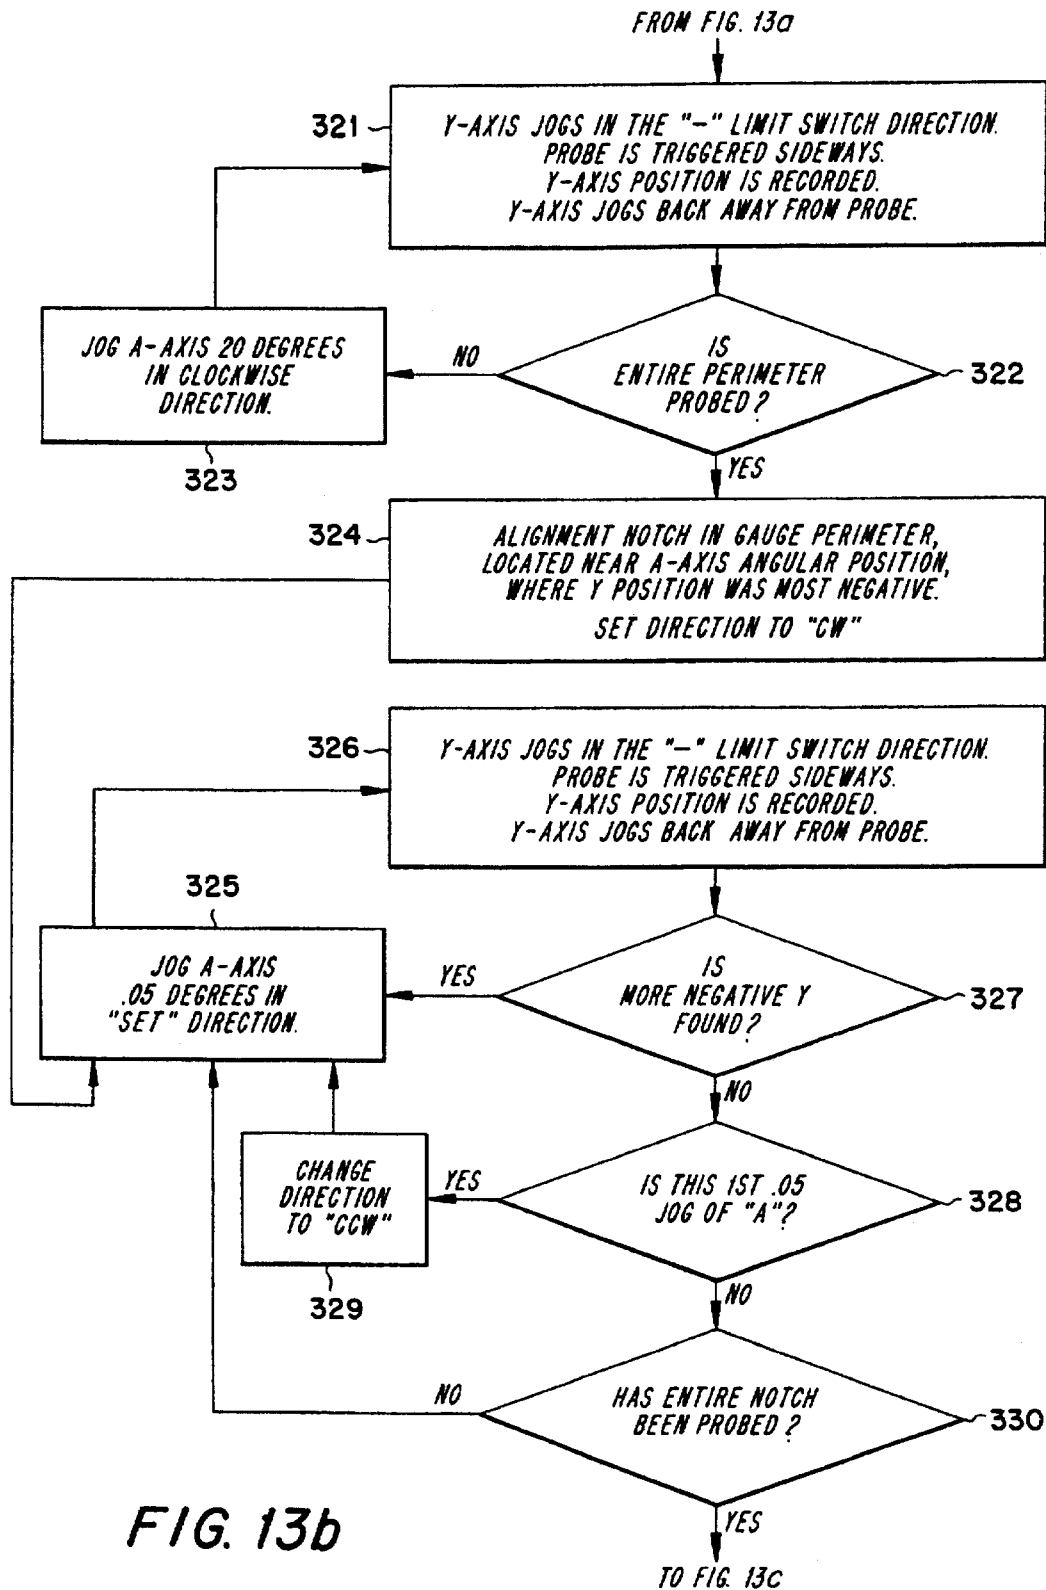 FROM FIG. 13a
321
Y-AXIS JOGS IN THE "-" LIMIT SWITCH DIRECTION.
PROBE IS TRIGGERED SIDEWAYS.
Y-AXIS POSITION IS RECORDED.
Y-AXIS JOGS BACK AWAY FROM PROBE.
JOG A-AXIS 20 DEGREES
IN CLOCKWISE
DIRECTION.
323
NO
IS
ENTIRE PERIMETER
PROBED?
322
YES
324
ALIGNMENT NOTCH IN GAUGE PERIMETER,
LOCATED NEAR A-AXIS ANGULAR POSITION,
WHERE Y POSITION WAS MOST NEGATIVE.
SET DIRECTION TO "CW"
326
Y-AXIS JOGS IN THE "-" LIMIT SWITCH DIRECTION.
PROBE IS TRIGGERED SIDEWAYS.
Y-AXIS POSITION IS RECORDED.
Y-AXIS JOGS BACK AWAY FROM PROBE.
325
JOG A-AXIS
.05 DEGREES IN
"SET" DIRECTION.
YES
IS
MORE NEGATIVE Y
FOUND?
327
NO
CHANGE
DIRECTION
TO "CCW"
329
YES
IS THIS 1ST .05
JOG OF "A"?
328
NO
NO
HAS ENTIRE NOTCH
BEEN PROBED?
330
YES
FIG. 13b
TO FIG. 13c